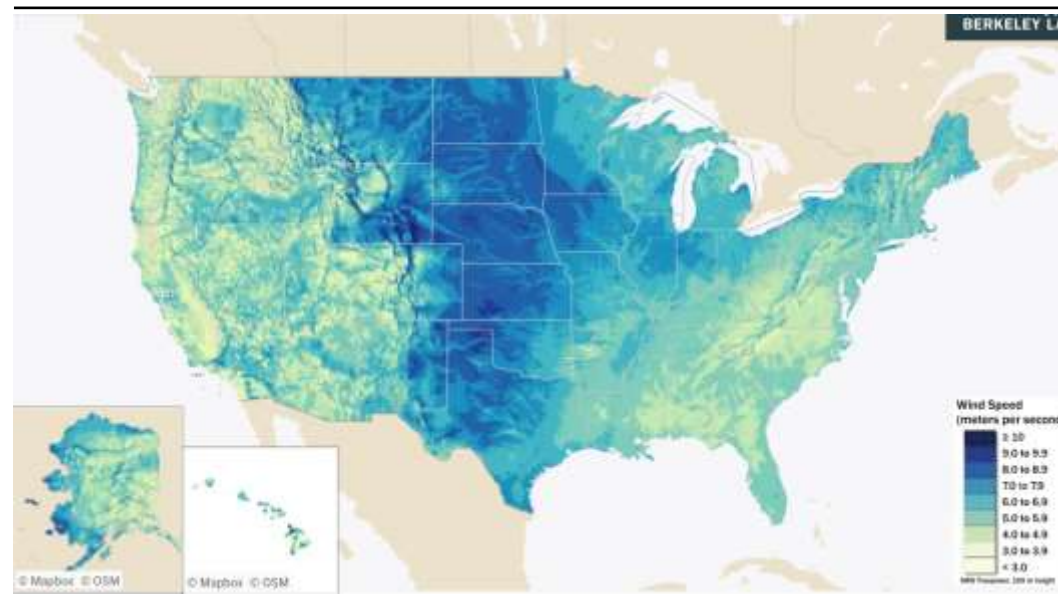 BERKELEY LA
Wind Speed
(meters per second
≥ 10
9.0 to 9.9
8.0 to 8.9
7.0 to 7.9
6.0 to 6.9
5.0 to 5.9
4.0 to 4.9
3.0 to 3.9
< 3.0
© Mapbox © OSM
© Mapbox © OSM